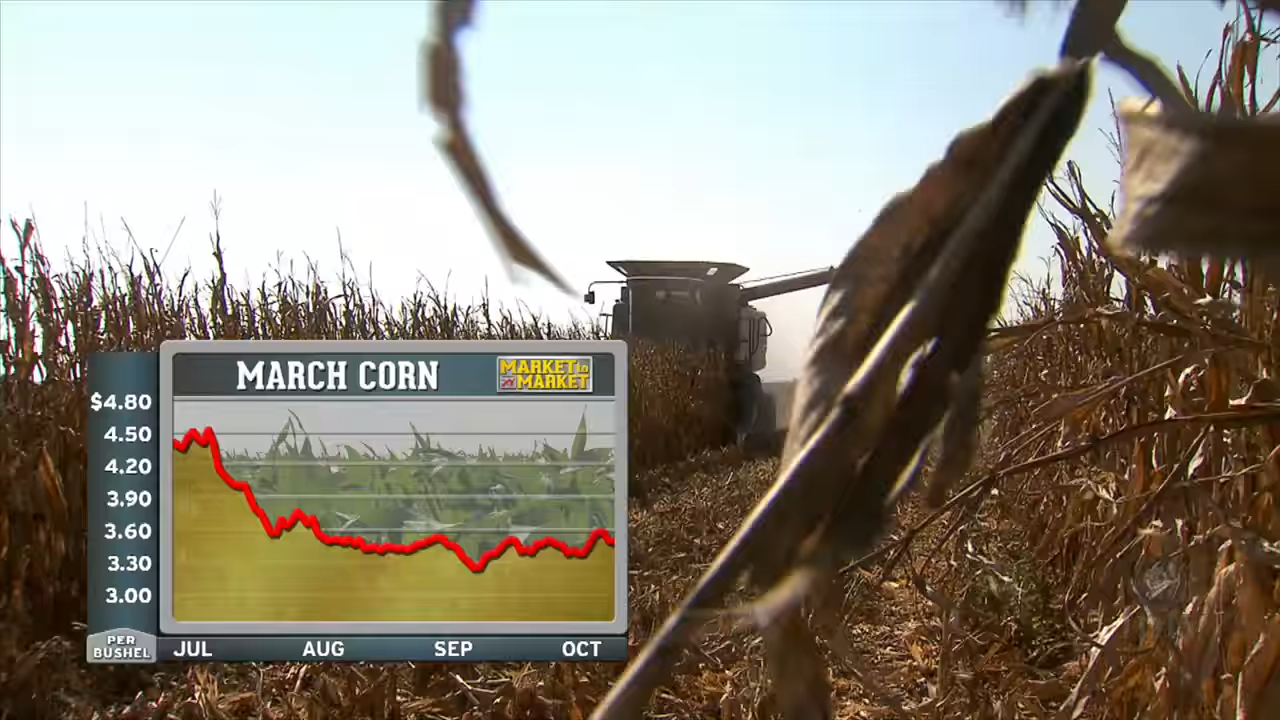 MARCH CORN
MARKET to
MARKET
$4.80
4.50
4.20
3.90
3.60
3.30
3.00
PER
BUSHEL
JUL AUG SEP OCT